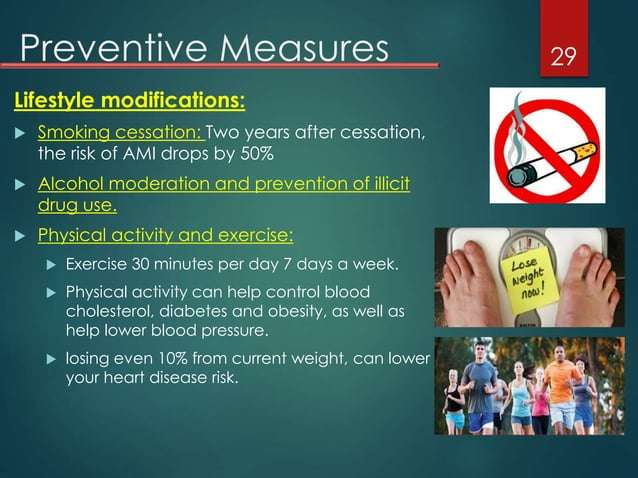 Preventive Measures
29
Lifestyle modifications:
Smoking cessation: Two years after cessation,
the risk of AMI drops by 50%
Alcohol moderation and prevention of illicit
drug use.
Physical activity and exercise:
Exercise 30 minutes per day 7 days a week.
Physical activity can help control blood
cholesterol, diabetes and obesity, as well as
help lower blood pressure.
losing even 10% from current weight, can lower
your heart disease risk.
Lose
weight
now!